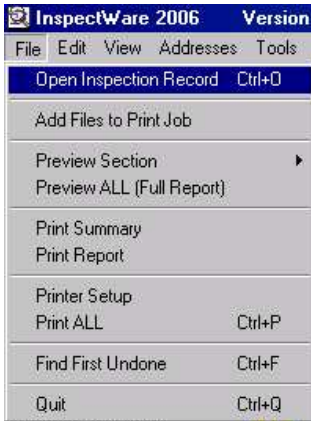 InspectWare 2006 Version
File Edit View Addresses Tools
Open Inspection Record Ctrl+O
Add Files to Print Job
Preview Section
Preview ALL (Full Report)
Print Summary
Print Report
Printer Setup
Print ALL Ctrl+P
Find First Undone Ctrl+F
Quit Ctrl+Q